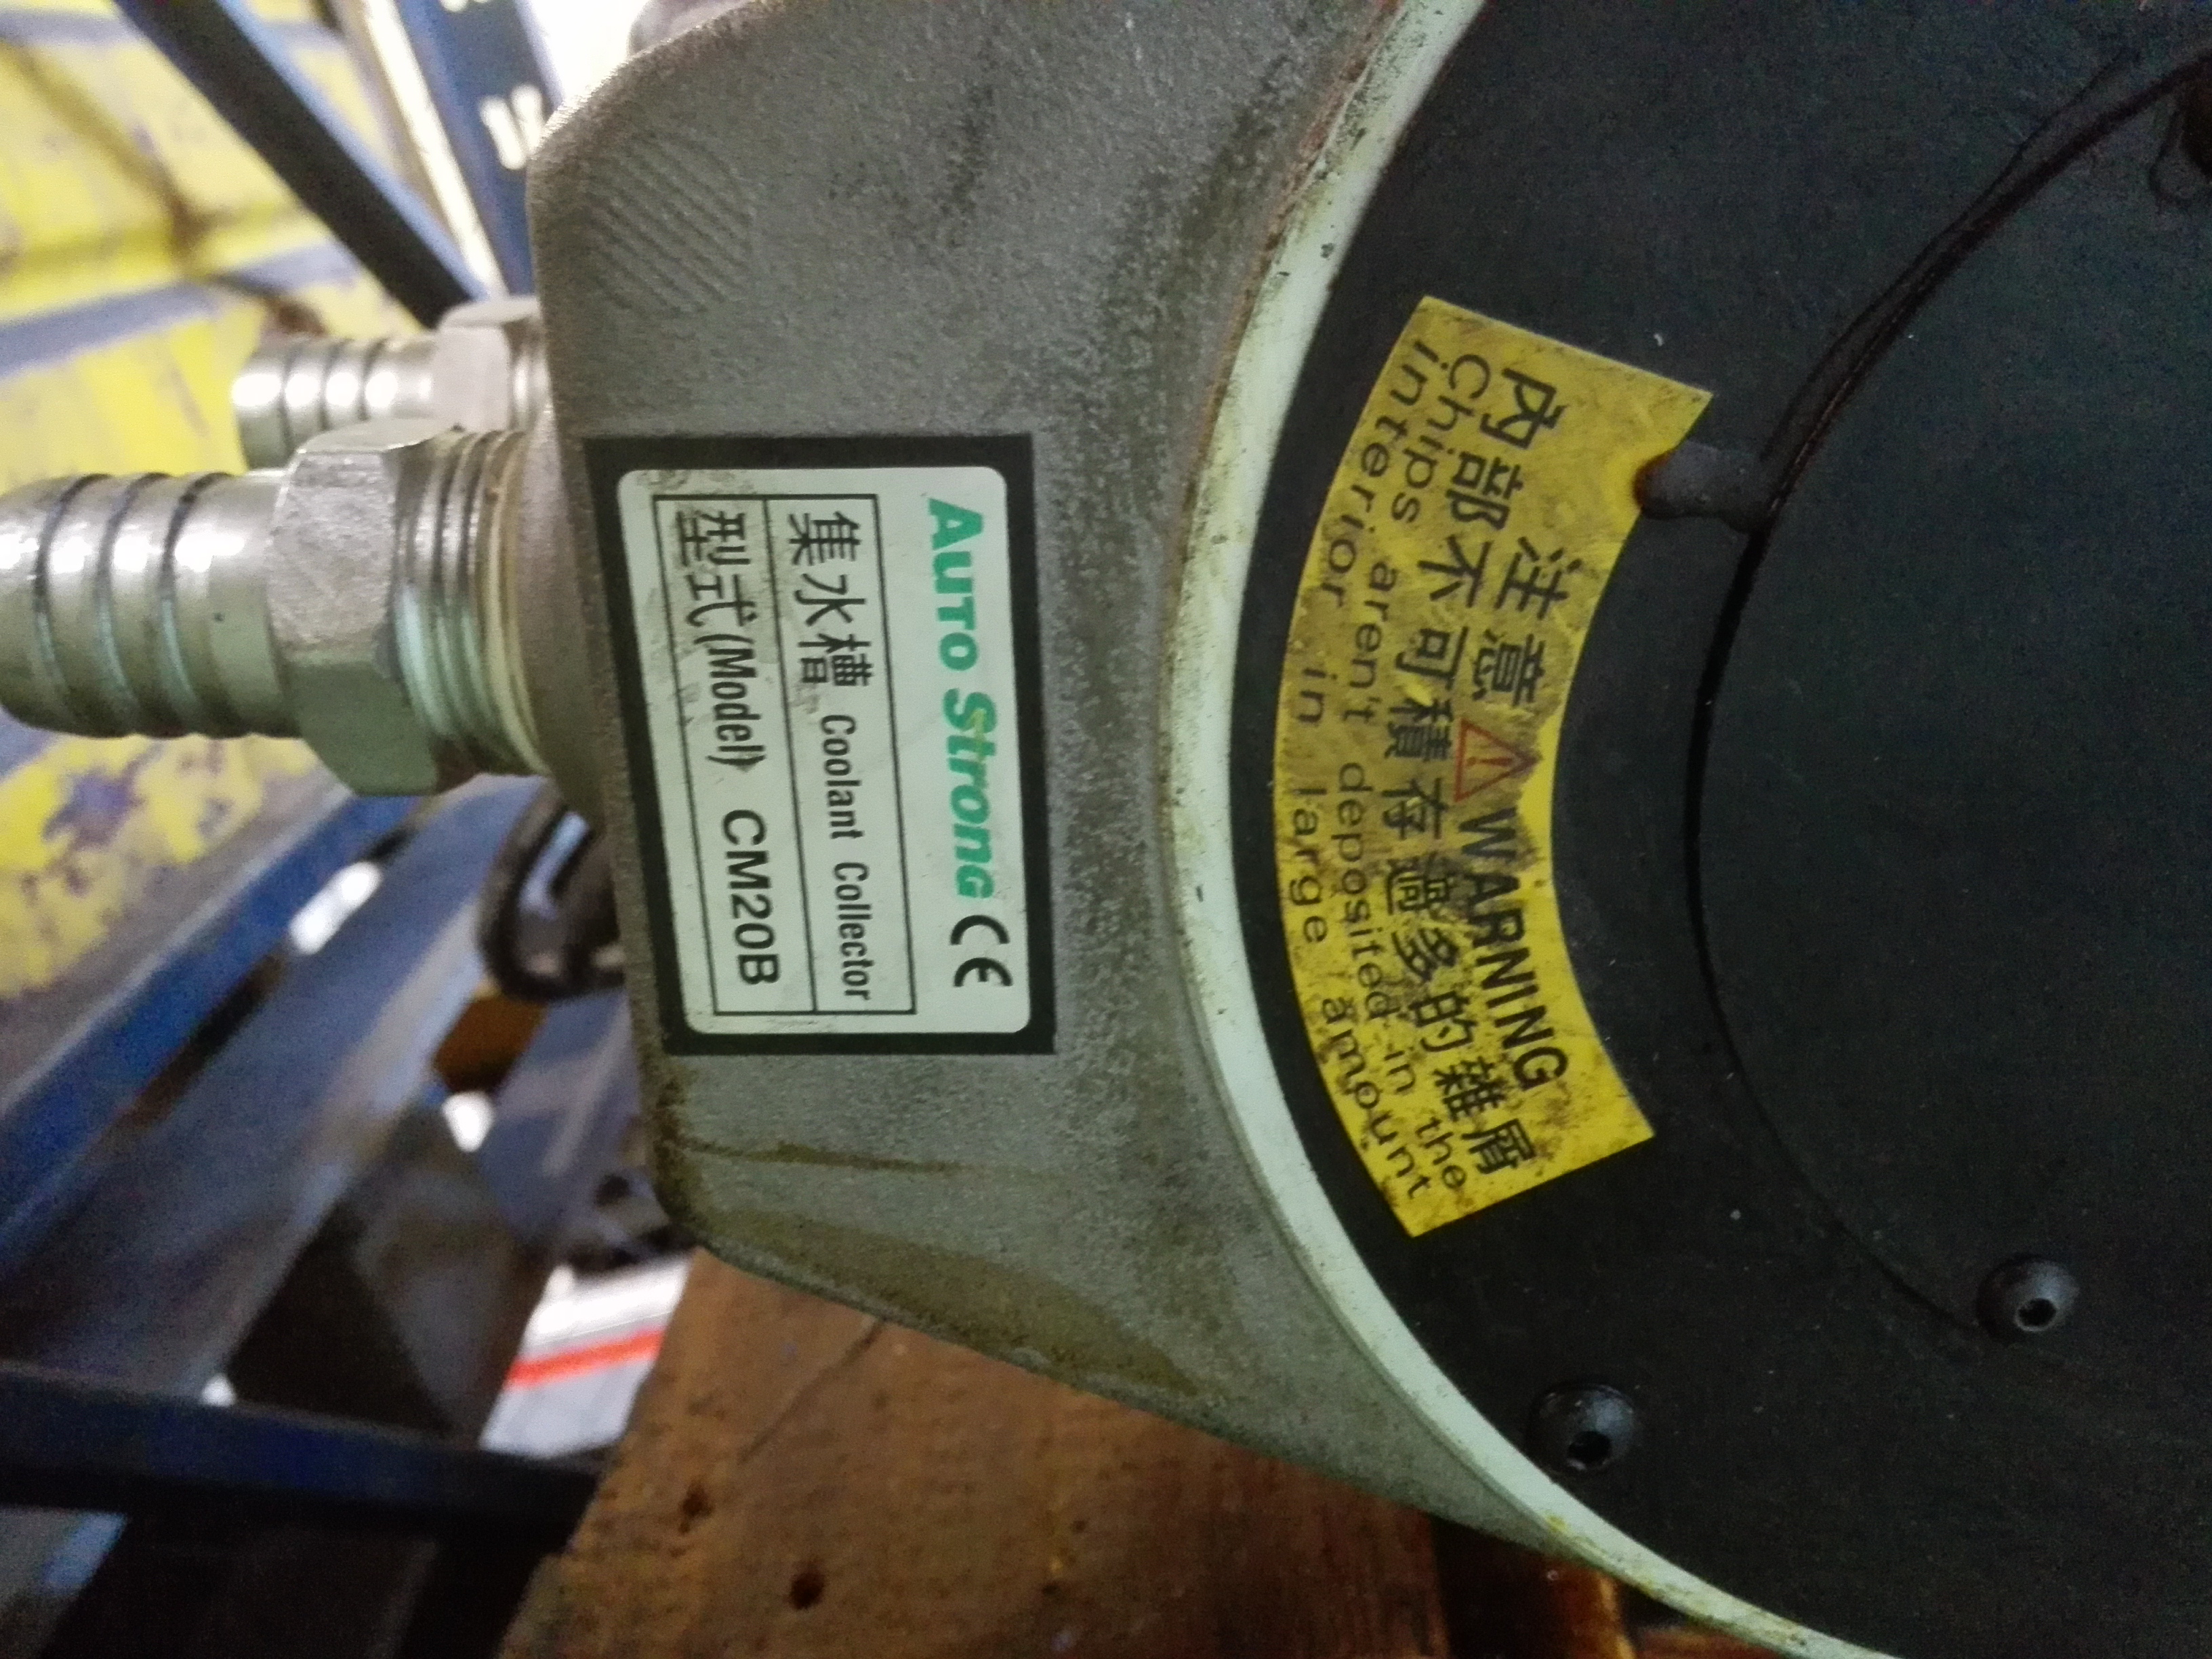 AUTO Strong CE
集水槽 Coolant Collector
型式(Model) CM20B
注意 WARNING
內部不可積存過多的雜屑
Chips aren't deposited in the
interior in large amount